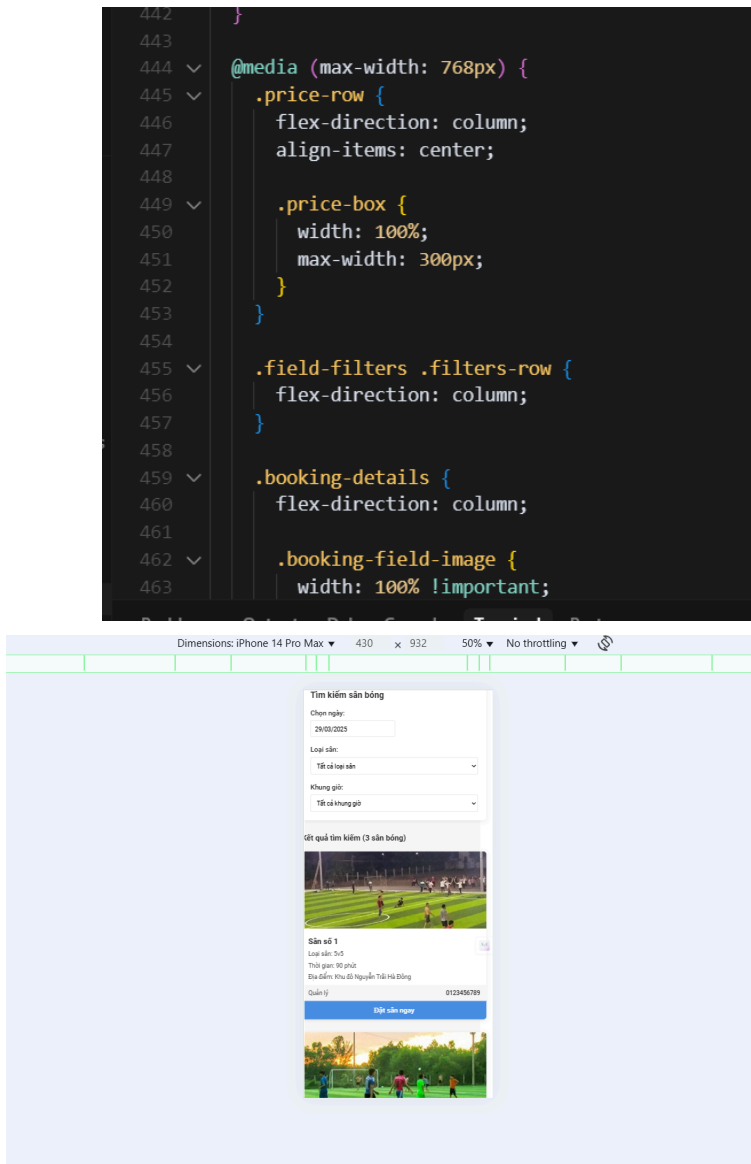 442 }
443
444 @media (max-width: 768px) {
445 .price-row {
446 flex-direction: column;
447 align-items: center;
448
449 .price-box {
450 width: 100%;
451 max-width: 300px;
452 }
453 }
454
455 .field-filters .filters-row {
456 flex-direction: column;
457 }
458
459 .booking-details {
460 flex-direction: column;
461
462 .booking-field-image {
463 width: 100% !important;
Dimensions: iPhone 14 Pro Max ▼ 430 × 932 50% ▼ No throttling ▼
Tìm kiếm sân bóng
Chọn ngày:
29/03/2025
Loại sân:
Tất cả loại sân
Khung giờ:
Tất cả khung giờ
Kết quả tìm kiếm (3 sân bóng)
Sân số 1
Loại sân: 5v5
Thời gian: 90 phút
Địa điểm: Khu đô Nguyễn Trãi Hà Đông
Quản lý 0123456789
Đặt sân ngay